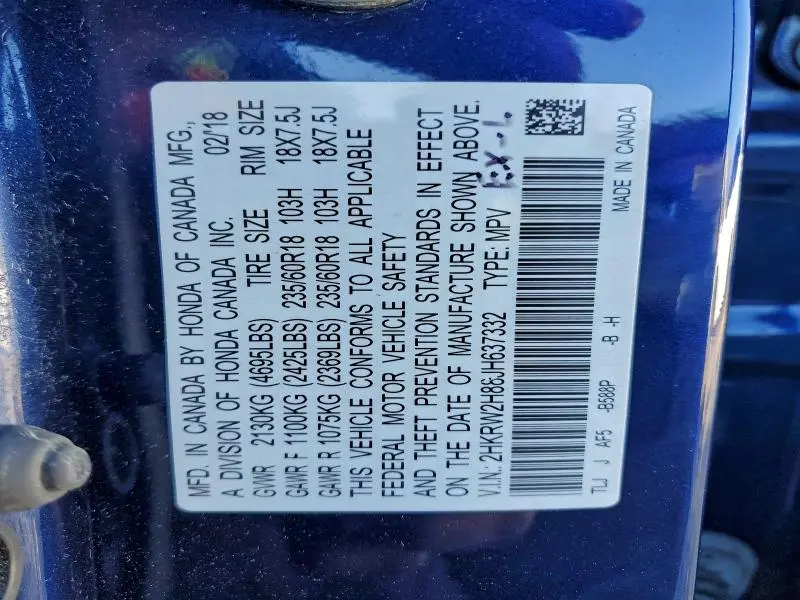 MFD. IN CANADA BY HONDA OF CANADA MFG.,
A DIVISION OF HONDA CANADA INC. 02/18
GVWR 2130KG (4695LBS) TIRE SIZE RIM SIZE
GAWR F 1100KG (2425LBS) 235/60R18 103H 18X7.5J
GAWR R 1075KG (2369LBS) 235/60R18 103H 18X7.5J
THIS VEHICLE CONFORMS TO ALL APPLICABLE
FEDERAL MOTOR VEHICLE SAFETY
AND THEFT PREVENTION STANDARDS IN EFFECT
ON THE DATE OF MANUFACTURE SHOWN ABOVE.
V.I.N.: 2HKRW2H88JH637332 TYPE: MPV EX-L
TLJ J AF5 -B588P -B -H MADE IN CANADA